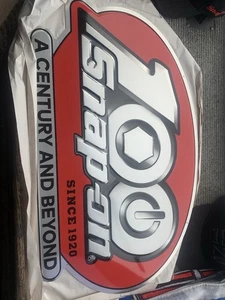 100
Snap-on®
SINCE 1920
A CENTURY AND BEYOND